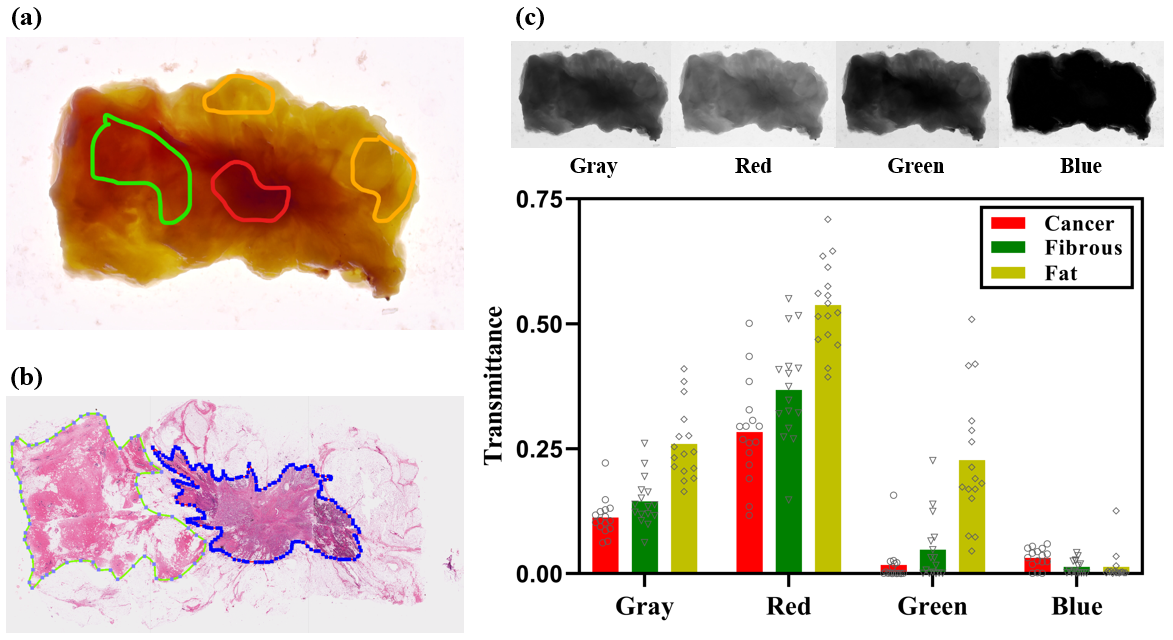 (a)
(c)
Gray Red Green Blue
0.75
Cancer
Fibrous
Fat
0.50
Transmittance
(b)
0.25
0.00
Gray Red Green Blue